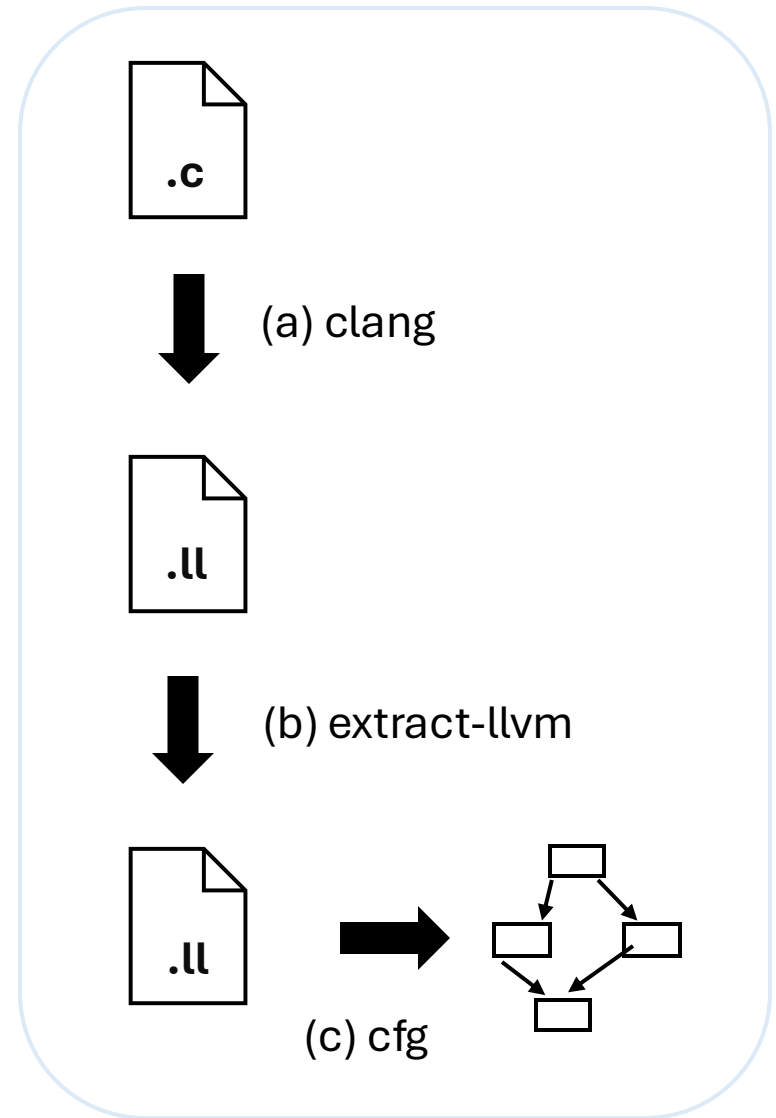 .c
(a) clang
.ll
(b) extract-llvm
.ll
(c) cfg